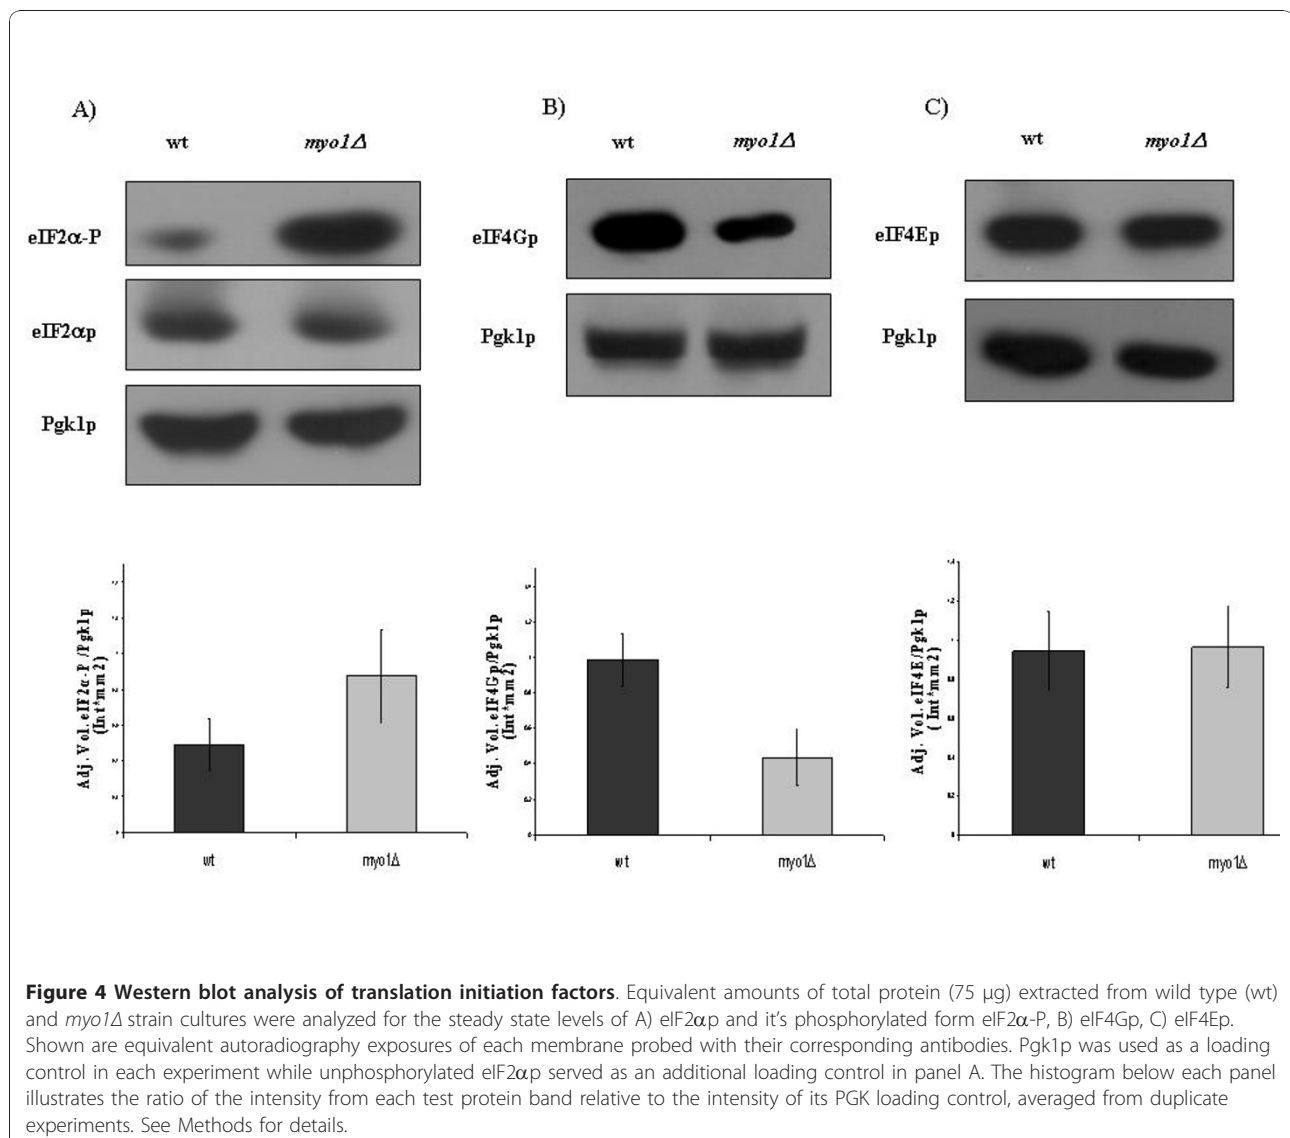 A)
wt myo1Δ
eIF2α-P
eIF2αp
Pgk1p
B)
wt myo1Δ
eIF4Gp
Pgk1p
C)
wt myo1Δ
eIF4Ep
Pgk1p
Adj. Vol. eIF2α-P /Pgk1p
(Int*mm2)
wt myo1Δ
Adj. Vol. eIF4Gp/Pgk1p
(Int*mm2)
wt myo1Δ
Adj. Vol. eIF4E/Pgk1p
( Int*mm2)
wt myo1Δ
Figure 4 Western blot analysis of translation initiation factors. Equivalent amounts of total protein (75 μg) extracted from wild type (wt)
and myo1Δ strain cultures were analyzed for the steady state levels of A) eIF2αp and it's phosphorylated form eIF2α-P, B) eIF4Gp, C) eIF4Ep.
Shown are equivalent autoradiography exposures of each membrane probed with their corresponding antibodies. Pgk1p was used as a loading
control in each experiment while unphosphorylated eIF2αp served as an additional loading control in panel A. The histogram below each panel
illustrates the ratio of the intensity from each test protein band relative to the intensity of its PGK loading control, averaged from duplicate
experiments. See Methods for details.